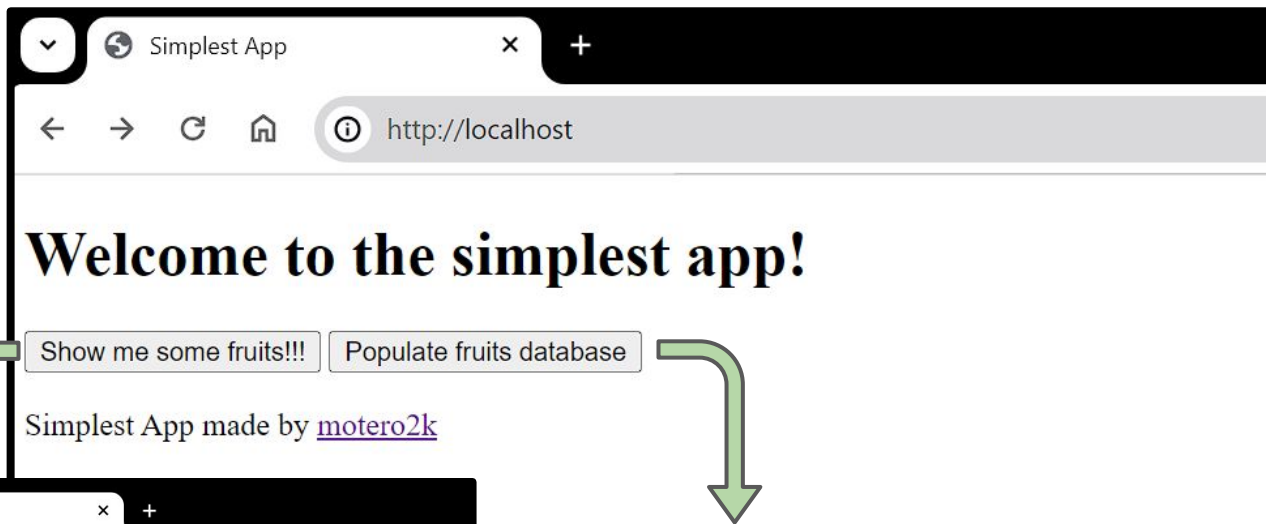 Simplest App
http://localhost
Welcome to the simplest app!
Show me some fruits!!! Populate fruits database
Simplest App made by motero2k